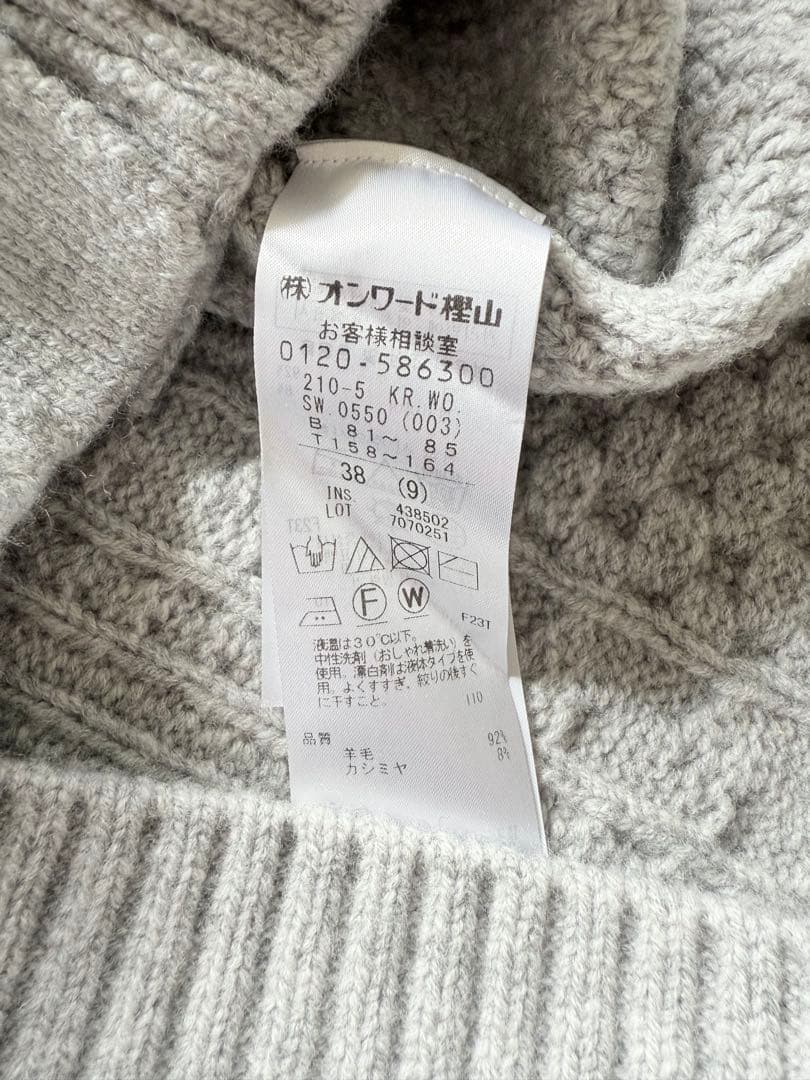 (株)オンワード樫山
お客様相談室
0120-586300
210-5 KR.WO.
SW.0550 (003)
B 81~ 85
T158~164
38 (9)
INS 438502
LOT 7070251
F W
F23T
液温は30℃以下。
中性洗剤(おしゃれ着洗い)を
使用。漂白剤は液体タイプを使
用。よくすすぎ、絞りの後すぐ
に干すこと。 110
品質 92%
羊毛 8%
カシミヤ